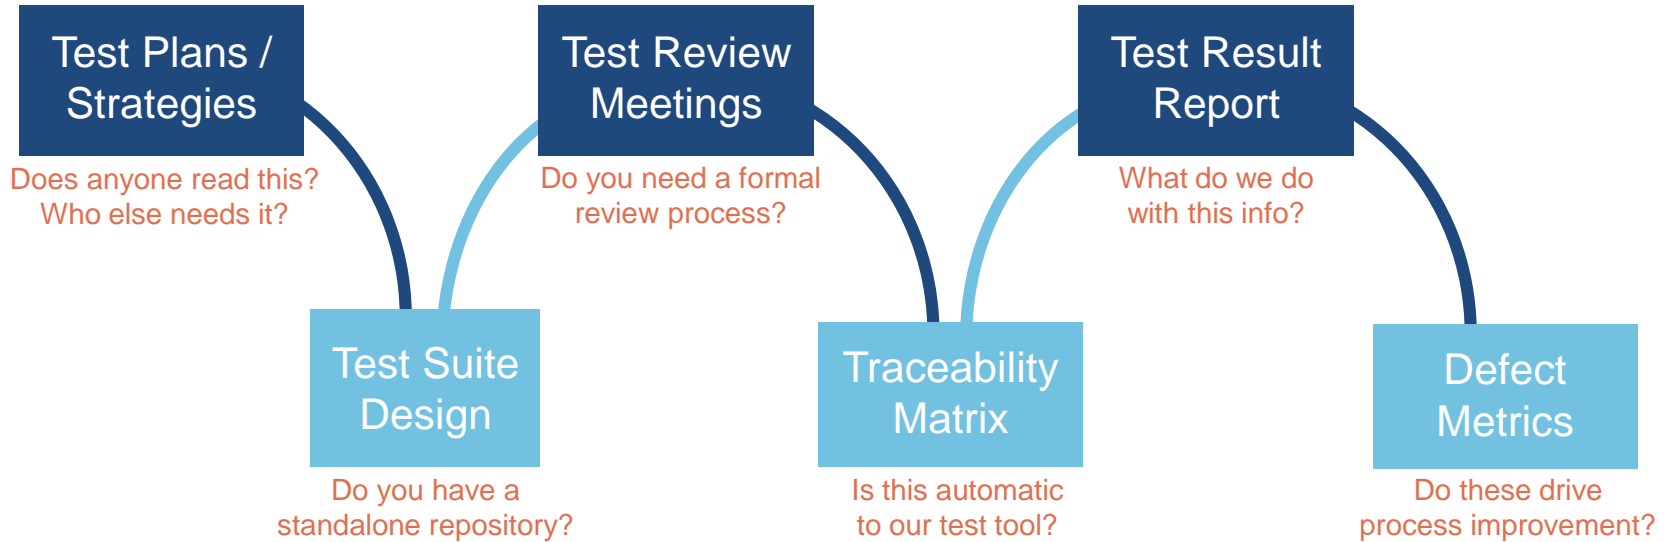 Test Plans /
Strategies
Does anyone read this?
Who else needs it?
Test Suite
Design
Do you have a
standalone repository?
Test Review
Meetings
Do you need a formal
review process?
Traceability
Matrix
Is this automatic
to our test tool?
Test Result
Report
What do we do
with this info?
Defect
Metrics
Do these drive
process improvement?